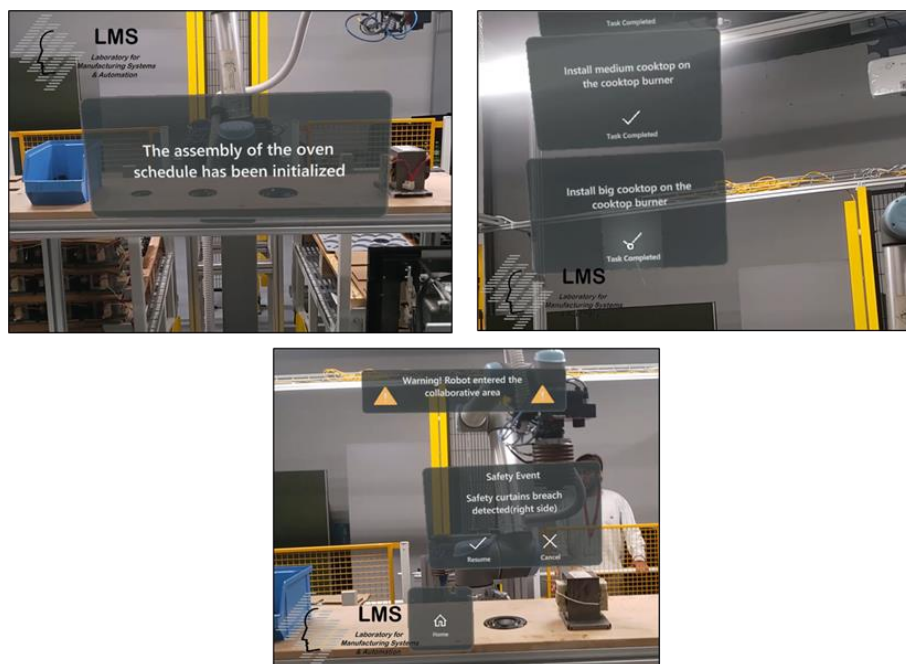 LMS
Laboratory for
Manufacturing Systems
& Automation
The assembly of the oven
schedule has been initialized
Task Completed
Install medium cooktop on
the cooktop burner
Task Completed
Install big cooktop on the
cooktop burner
Task Completed
LMS
Laboratory for
Manufacturing Systems
Warning! Robot entered the
collaborative area
Safety Event
Safety curtains breach
detected(right side)
Resume
Cancel
Home
LMS
Laboratory for
Manufacturing Systems
& Automation